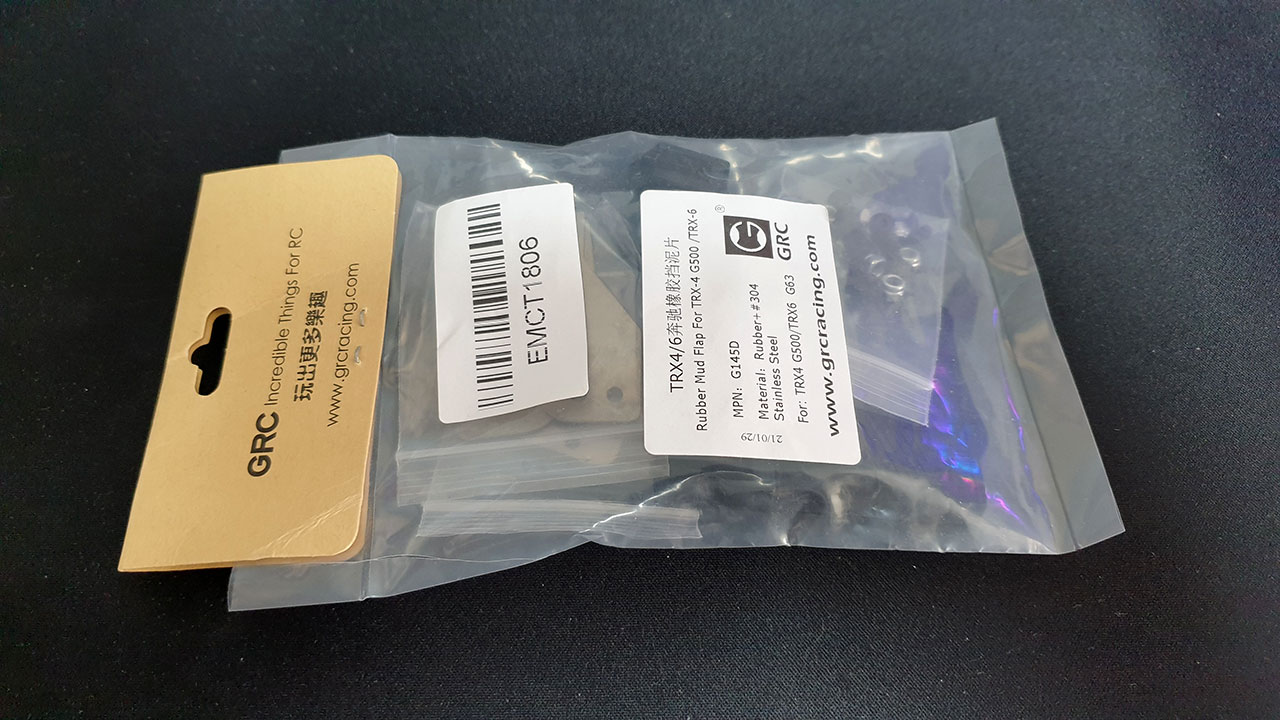 GRC Incredible Things For RC
玩出更多樂趣
www.grcracing.com
EMCT1806
TRX4/6奔驰橡胶挡泥片
Rubber Mud Flap For TRX-4 G500 /TRX-6
MPN: G145D
Material: Rubber+#304
Stainless Steel
For: TRX4 G500/TRX6 G63
www.grcracing.com
G
®
GRC
21/01/29